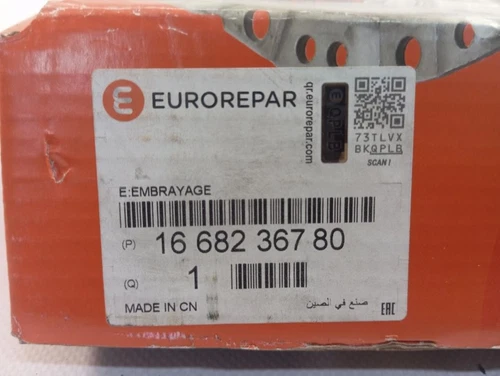 EUROREPAR
qr.eurorepar.com
73TLVX
BKQPLB
SCAN !
E:EMBRAYAGE
(P) 16 682 367 80
(Q) 1
MADE IN CN
صنع في الصين
EAC